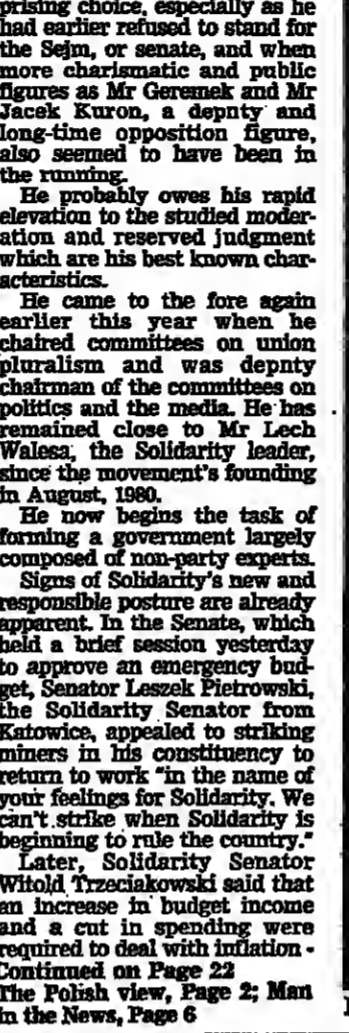 prising choice, especially as he
had earlier refused to stand for
the Sejm, or senate, and when
more charismatic and public
figures as Mr Geremek and Mr
Jacek Kuron, a depnty and
long-time opposition figure,
also seemed to have been in
the running.
He probably owes his rapid
elevation to the studied moder-
ation and reserved judgment
which are his best known char-
acteristics.
He came to the fore again
earlier this year when he
chaired committees on union
pluralism and was depnty
chairman of the committees on
politics and the media. He has
remained close to Mr Lech
Walesa, the Solidarity leader,
since the movement's founding
in August, 1980.
He now begins the task of
forming a government largely
composed of non-party experts.
Signs of Solidarity's new and
responsible posture are already
apparent. In the Senate, which
held a brief session yesterday
to approve an emergency bud-
get, Senator Leszek Pietrowski,
the Solidarity Senator from
Katowice, appealed to striking
miners in his constituency to
return to work "in the name of
your feelings for Solidarity. We
can't strike when Solidarity is
beginning to rule the country."
Later, Solidarity Senator
Witold Trzeciakowski said that
an increase in budget income
and a cut in spending were
required to deal with inflation -
Continued on Page 22
The Polish view, Page 2; Man
in the News, Page 6